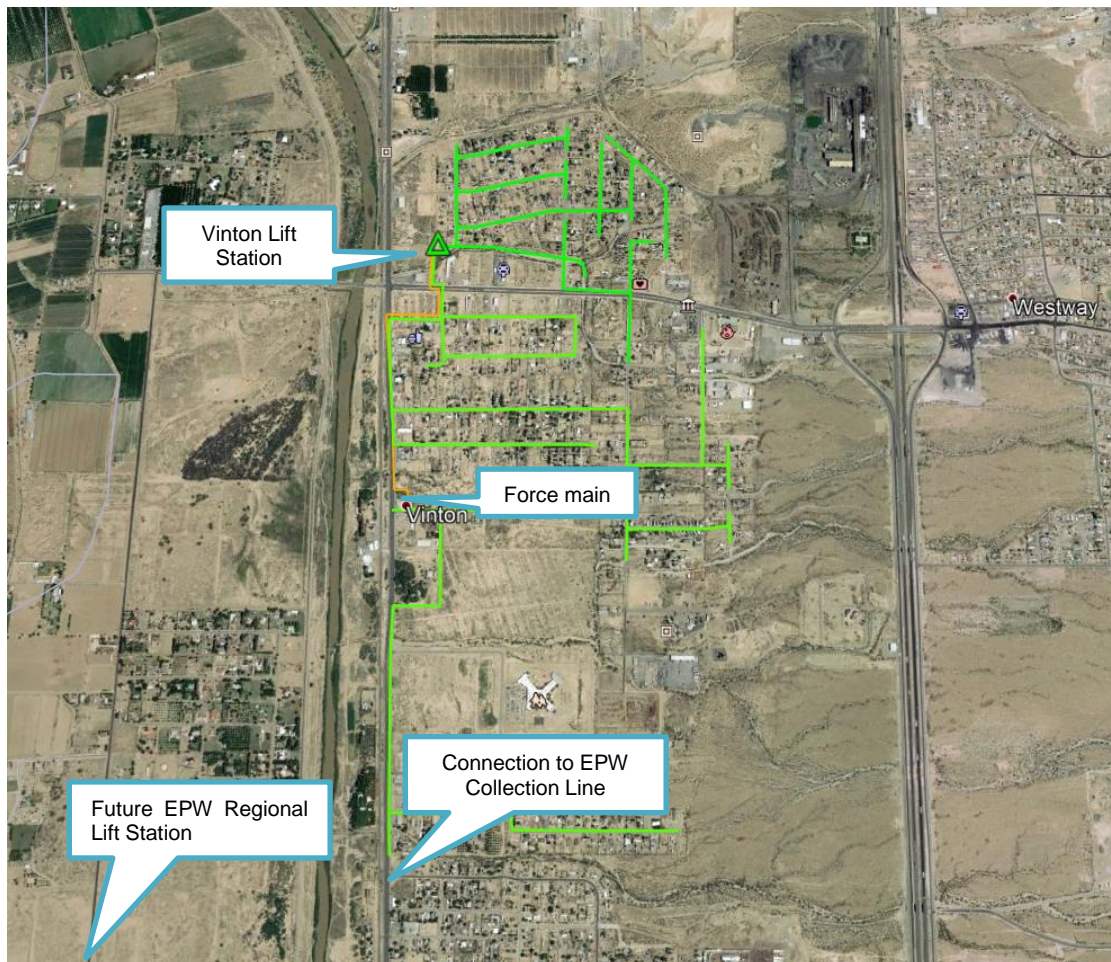 Vinton Lift
Station
Westway
Force main
Vinton
Connection to EPW
Collection Line
Future EPW Regional
Lift Station